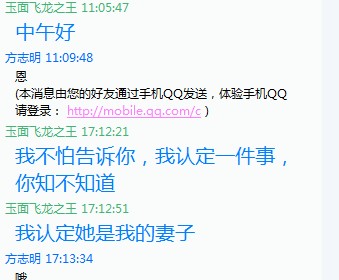 玉面飞龙之王 11:05:47
中午好
方志明 11:09:48
恩
(本消息由您的好友通过手机QQ发送，体验手机QQ
请登录： http://mobile.qq.com/c )
玉面飞龙之王 17:12:21
我不怕告诉你，我认定一件事，
你知不知道
玉面飞龙之王 17:12:51
我认定她是我的妻子
方志明 17:13:34
哦